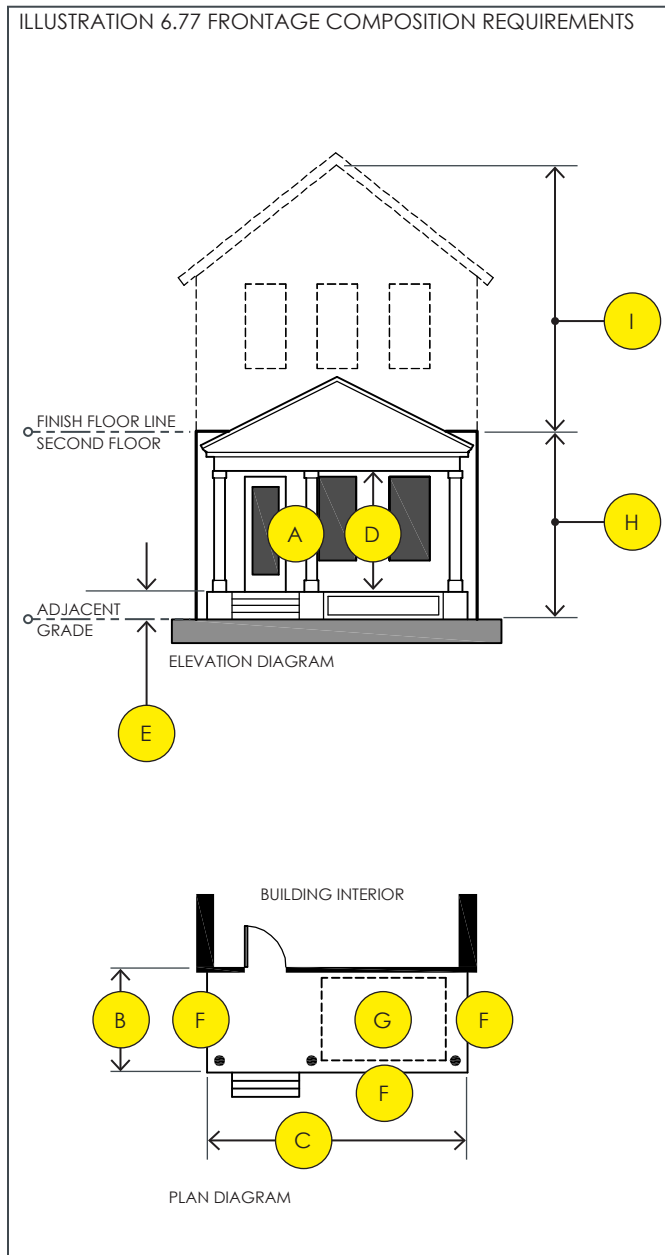 ILLUSTRATION 6.77 FRONTAGE COMPOSITION REQUIREMENTS
I
FINISH FLOOR LINE
SECOND FLOOR
H
A
D
ADJACENT
GRADE
ELEVATION DIAGRAM
E
BUILDING INTERIOR
B
F
G
F
F
C
PLAN DIAGRAM